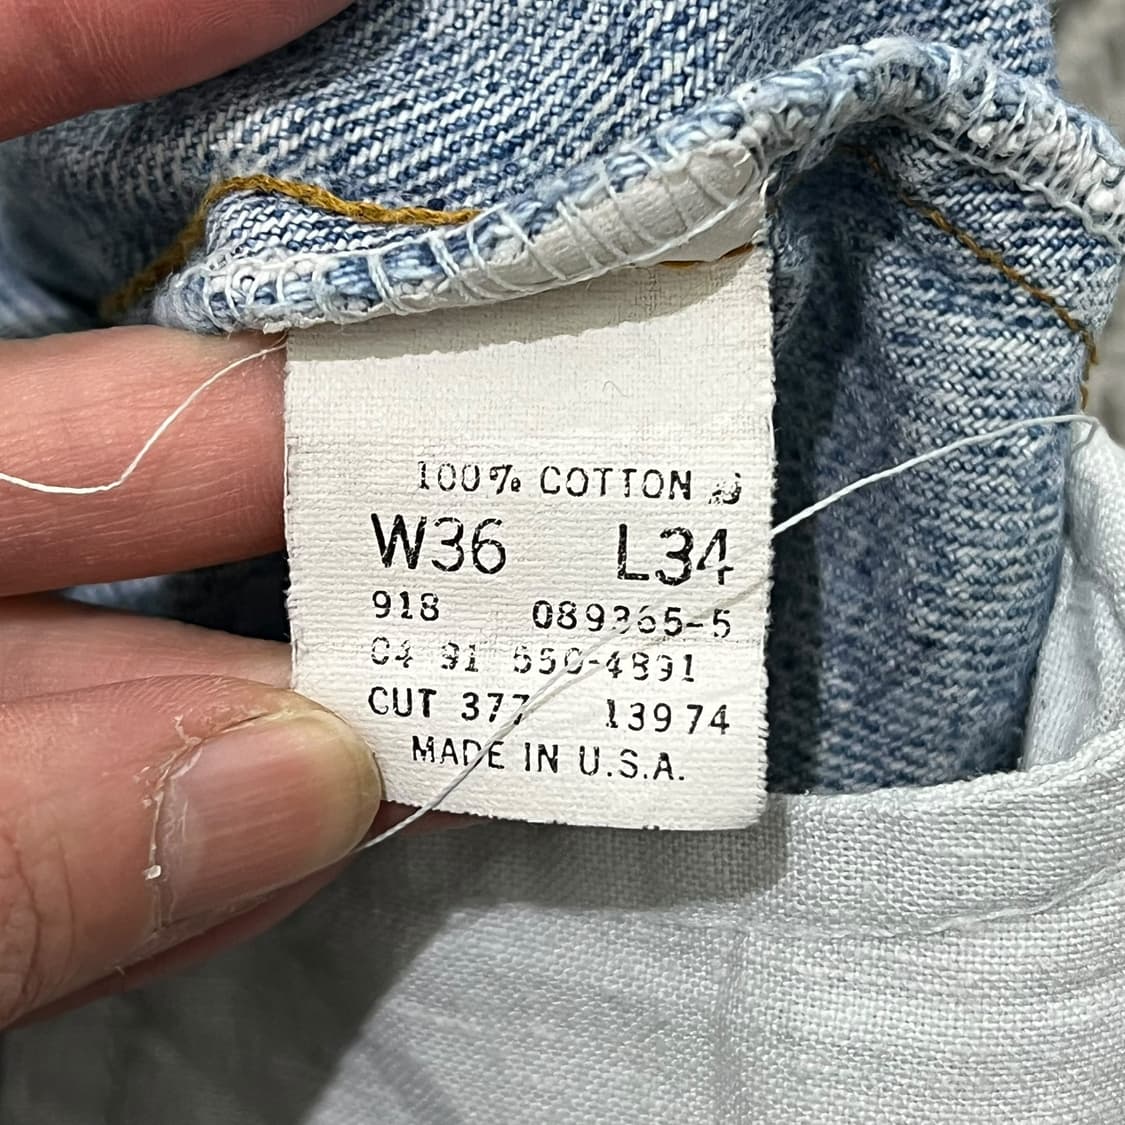 100% COTTON
W36 L34
918 089365-5
04 91 550-4891
CUT 377 13974
MADE IN U.S.A.